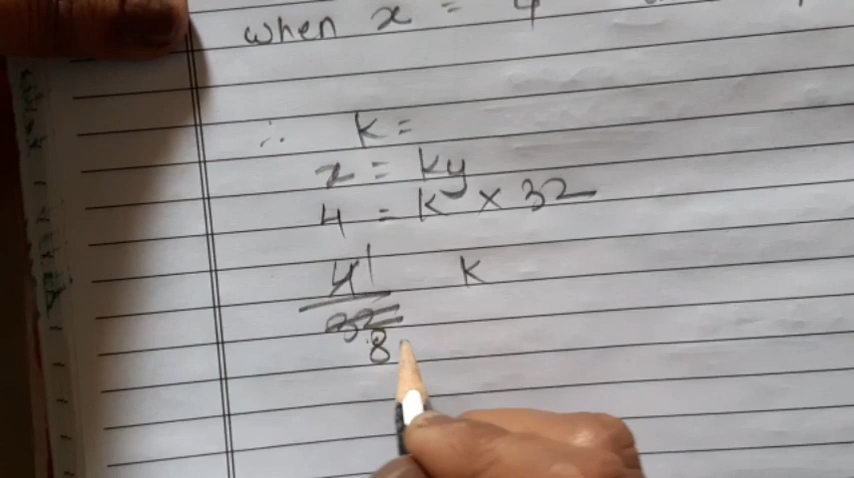 when x = 4
∴ K =
x = Ky
4 = K × 32
4 1 K
32
8